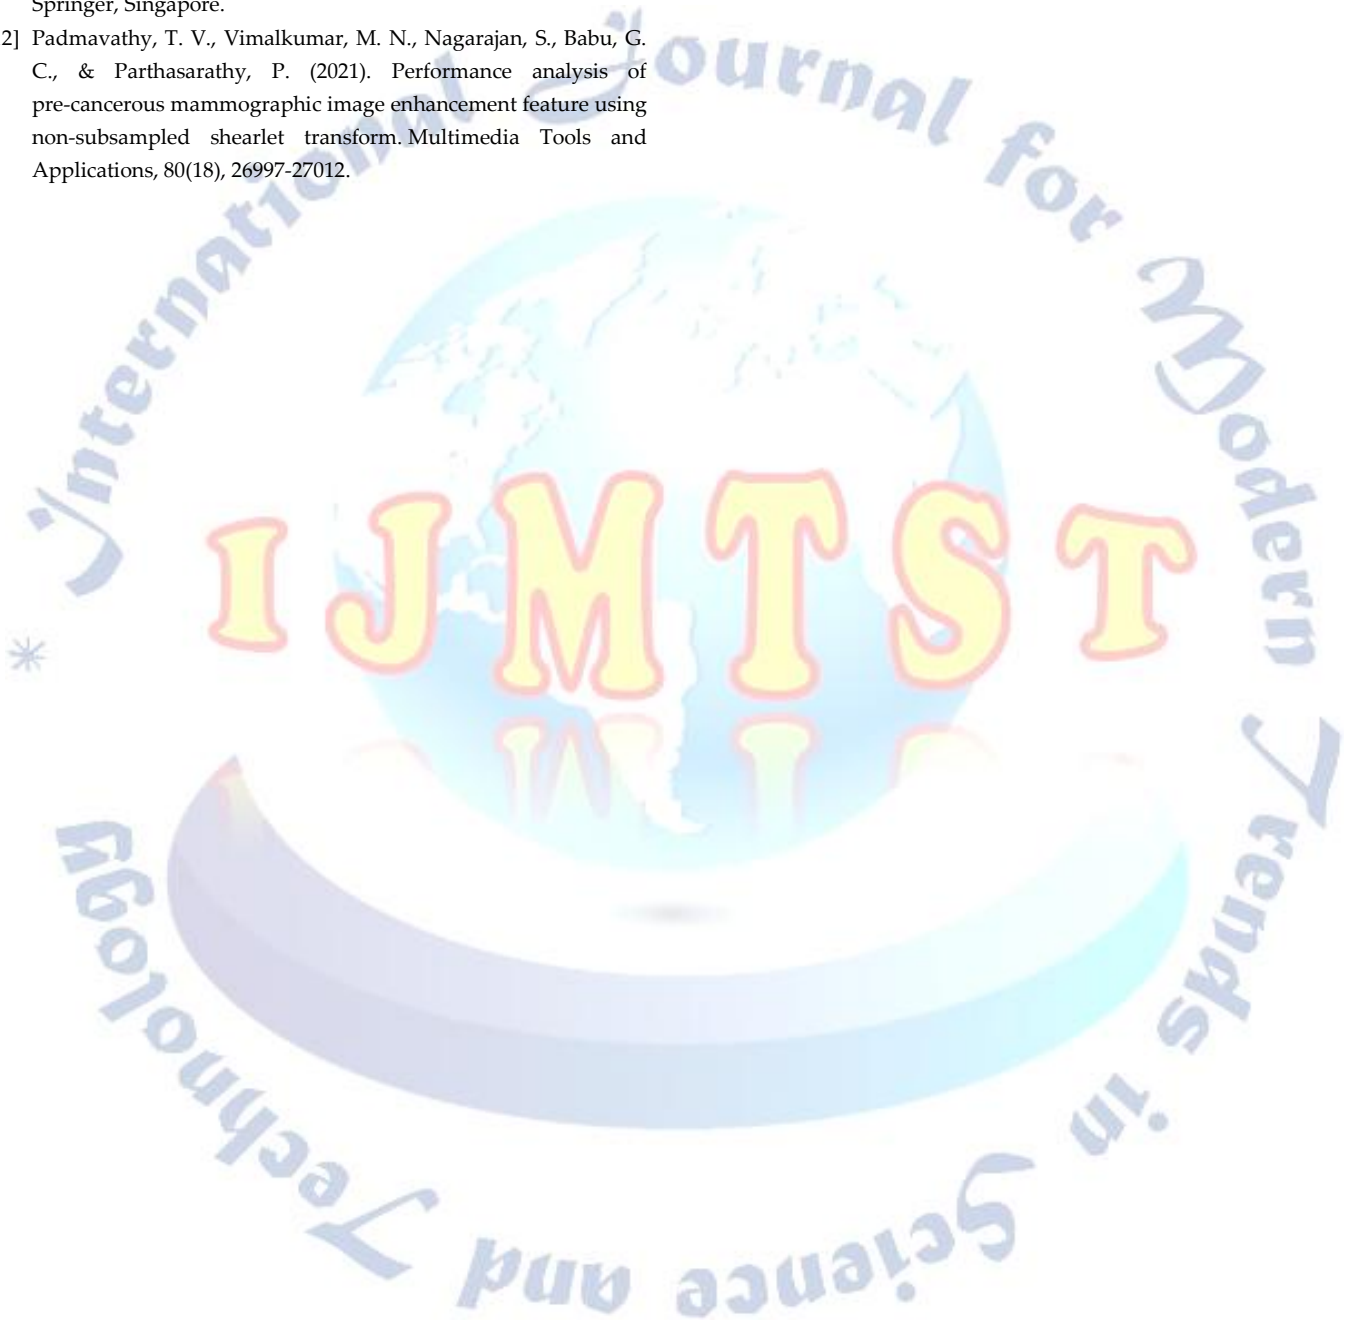 Springer, Singapore.
2] Padmavathy, T. V., Vimalkumar, M. N., Nagarajan, S., Babu, G.
C., & Parthasarathy, P. (2021). Performance analysis of
pre-cancerous mammographic image enhancement feature using
non-subsampled shearlet transform. Multimedia Tools and
Applications, 80(18), 26997-27012.
International Journal for Modern Trends in Science and Technology
*
IJMTST